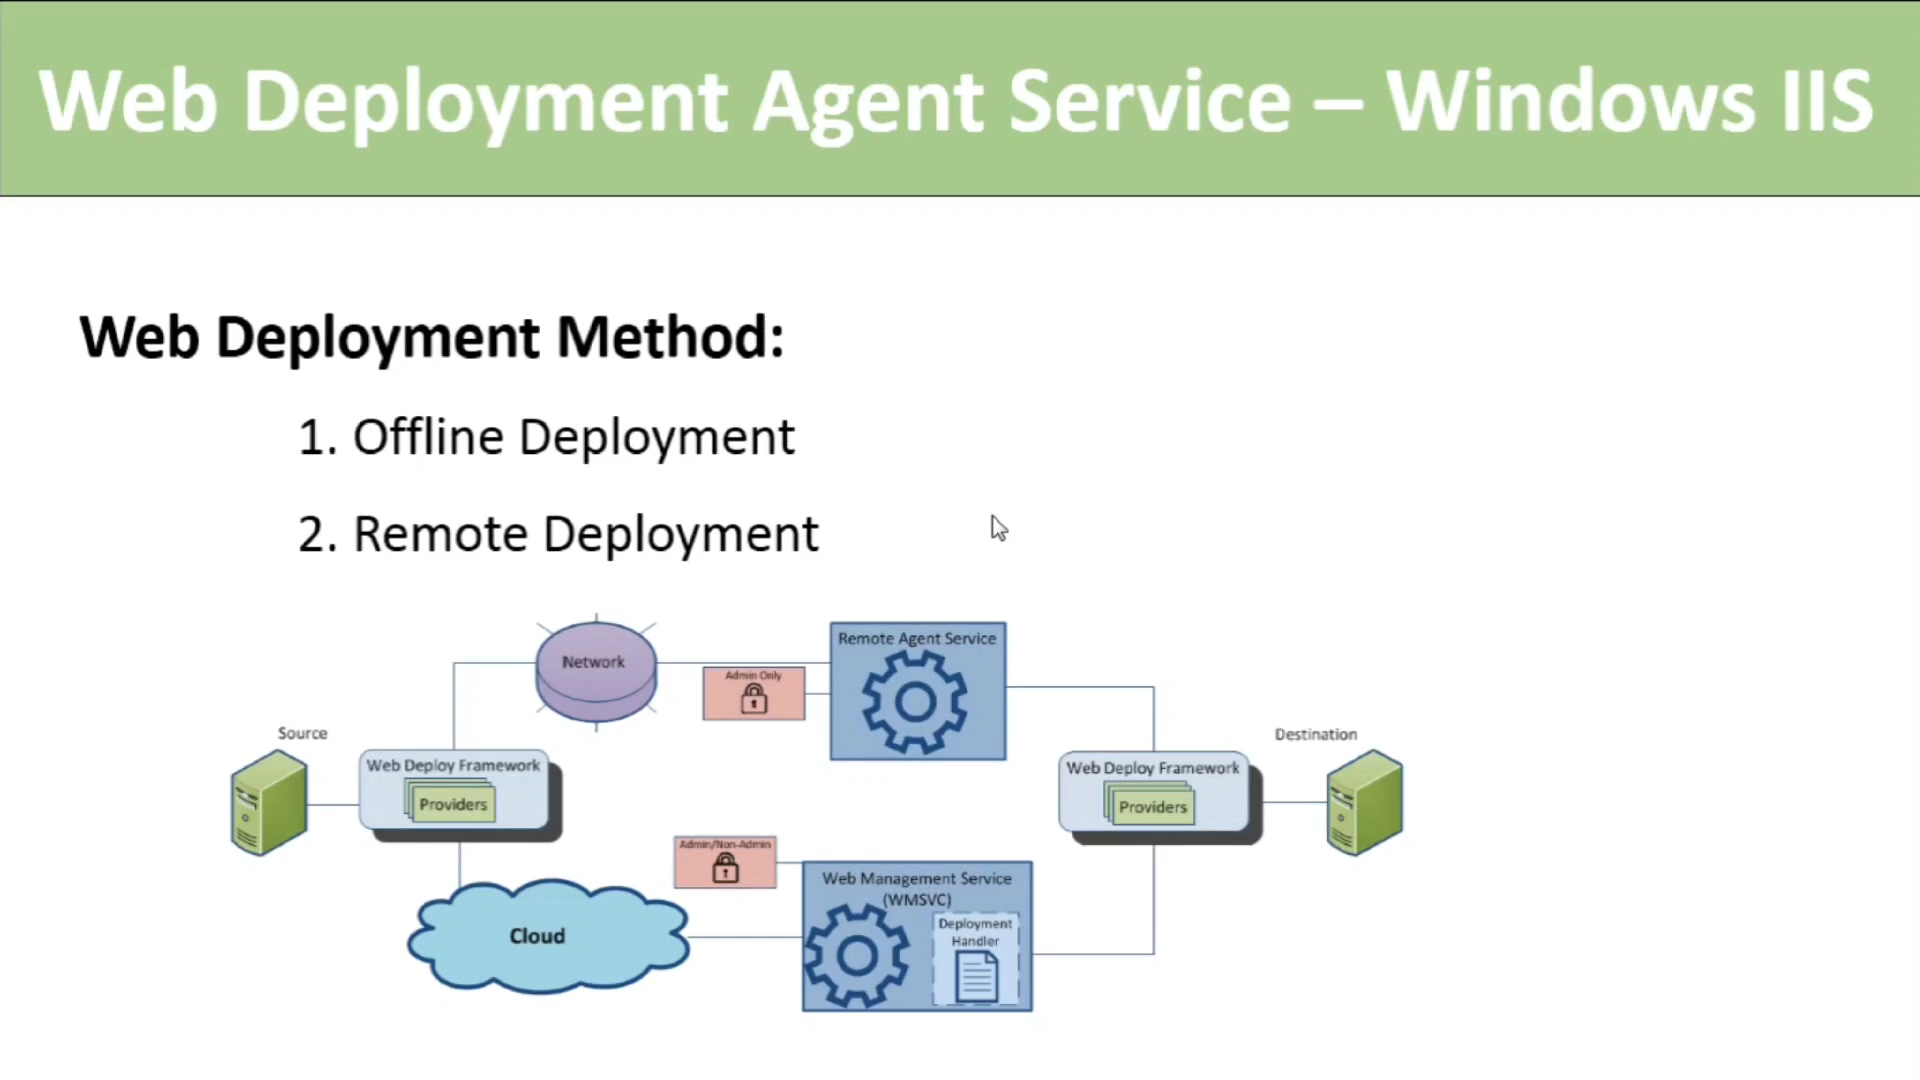 Web Deployment Agent Service – Windows IIS
Web Deployment Method:
1. Offline Deployment
2. Remote Deployment
Network
Admin Only
Remote Agent Service
Source
Web Deploy Framework
Providers
Web Deploy Framework
Providers
Destination
Cloud
Admin/Non-Admin
Web Management Service
(WMSVC)
Deployment
Handler